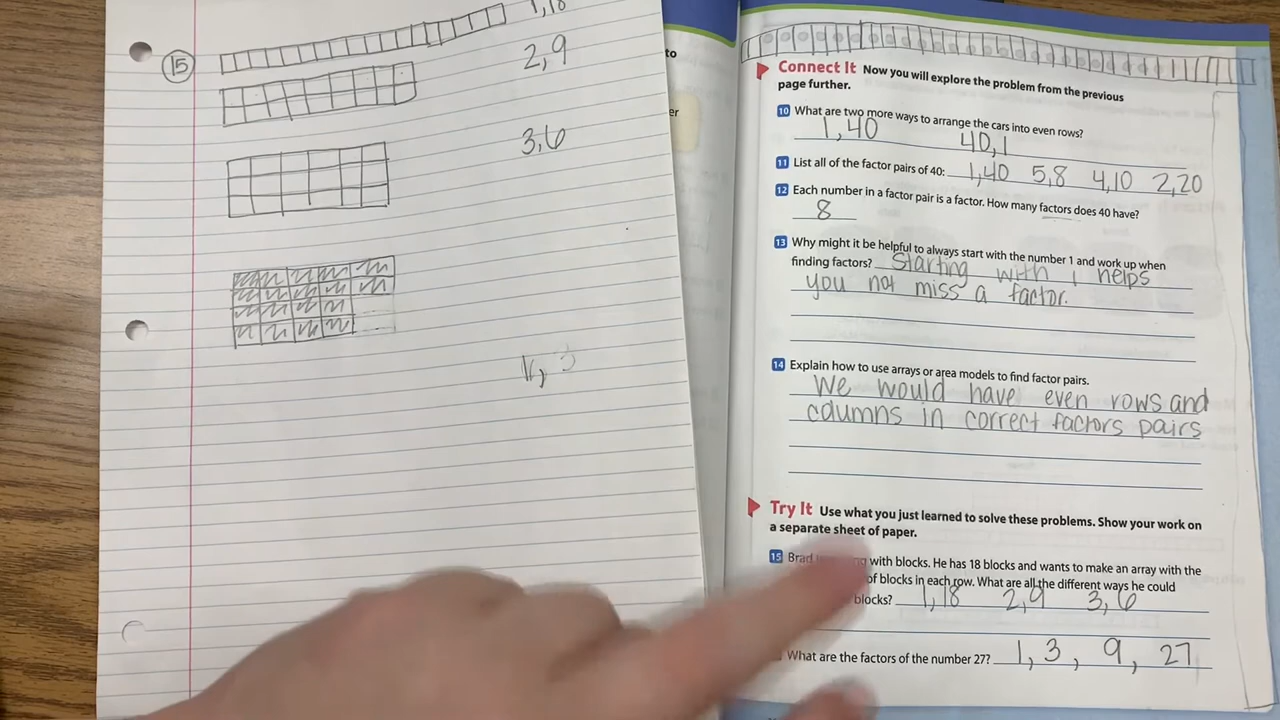 15
1,18
2,9
3,6
to
er
Connect It Now you will explore the problem from the previous
page further.
10 What are two more ways to arrange the cars into even rows?
1,40 40,1
11 List all of the factor pairs of 40: 1,40 5,8 4,10 2,20
12 Each number in a factor pair is a factor. How many factors does 40 have?
8
13 Why might it be helpful to always start with the number 1 and work up when
finding factors? Starting with 1 helps
you not miss a factor.
14 Explain how to use arrays or area models to find factor pairs.
We would have even rows and
calumns in correct factors pairs
Try It Use what you just learned to solve these problems. Show your work on
a separate sheet of paper.
15 Brad with blocks. He has 18 blocks and wants to make an array with the
of blocks in each row. What are all the different ways he could
blocks? 1,18 2,9 3,6
What are the factors of the number 27? 1, 3, 9, 27